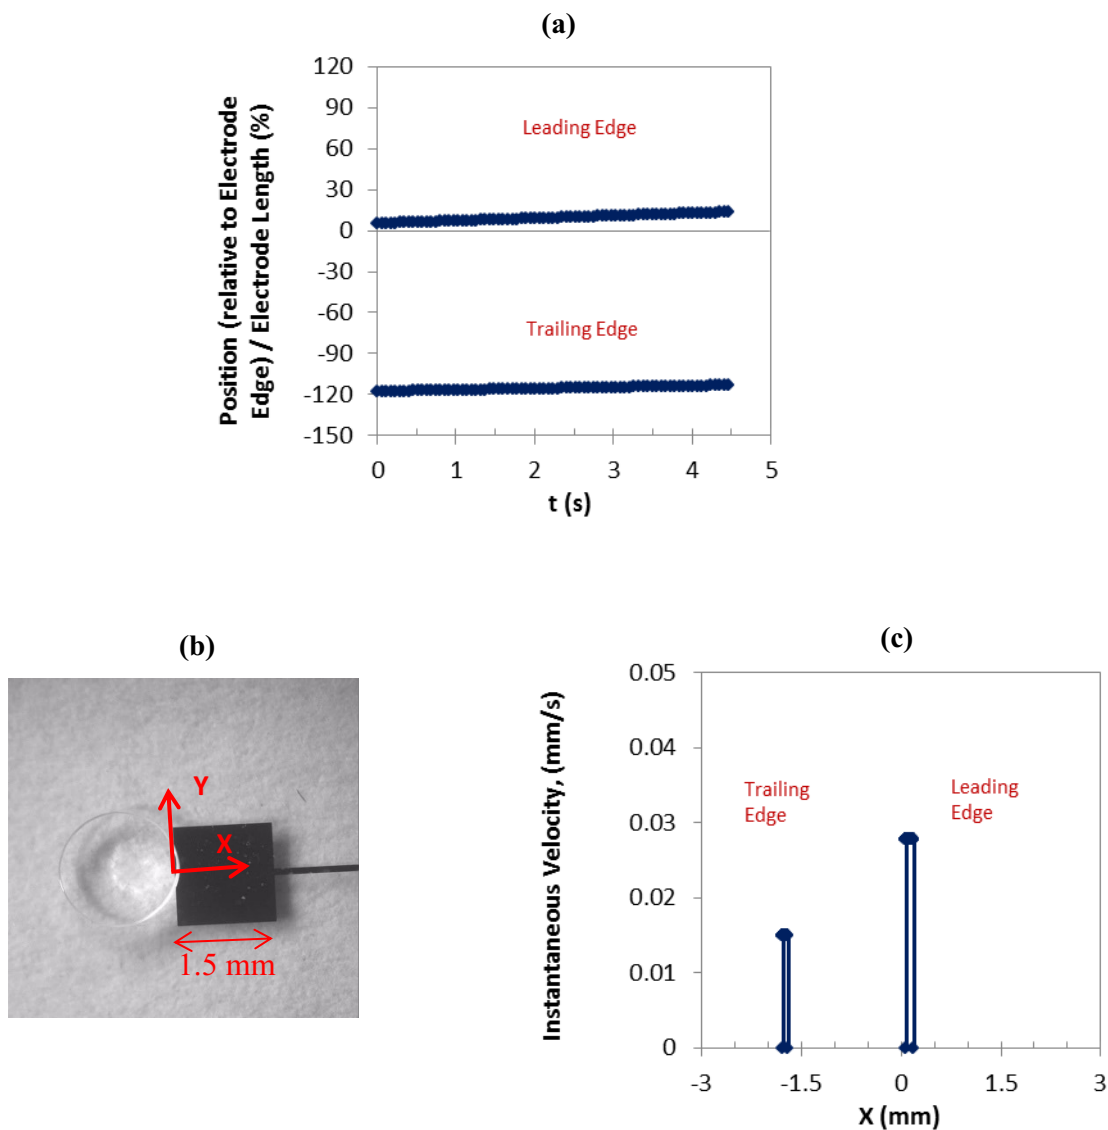 (a)
Position (relative to Electrode
Edge) / Electrode Length (%)
120
90
60
30
0
-30
-60
-90
-120
-150
Leading Edge
Trailing Edge
0 1 2 3 4 5
t (s)
(b)
Y
X
1.5 mm
(c)
Instantaneous Velocity, (mm/s)
0.05
0.04
0.03
0.02
0.01
0
Trailing
Edge
Leading
Edge
-3 -1.5 0 1.5 3
X (mm)